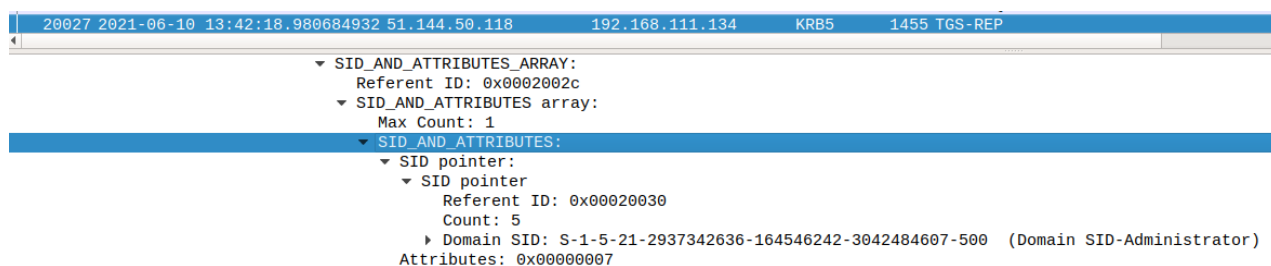 20027 2021-06-10 13:42:18.980684932 51.144.50.118 192.168.111.134 KRB5 1455 TGS-REP
SID_AND_ATTRIBUTES_ARRAY:
Referent ID: 0x0002002c
SID_AND_ATTRIBUTES array:
Max Count: 1
SID_AND_ATTRIBUTES:
SID pointer:
SID pointer
Referent ID: 0x00020030
Count: 5
Domain SID: S-1-5-21-2937342636-164546242-3042484607-500 (Domain SID-Administrator)
Attributes: 0x00000007